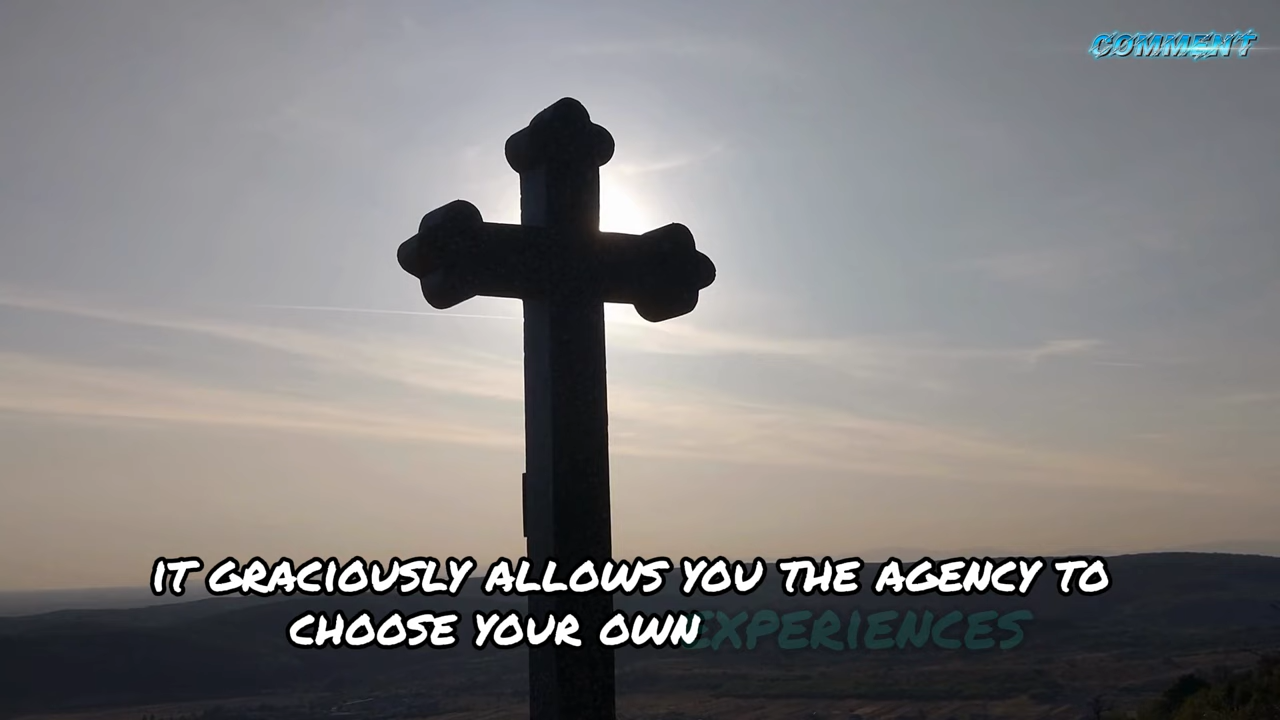 COMMENT
IT GRACIOUSLY ALLOWS YOU THE AGENCY TO
CHOOSE YOUR OWN EXPERIENCES